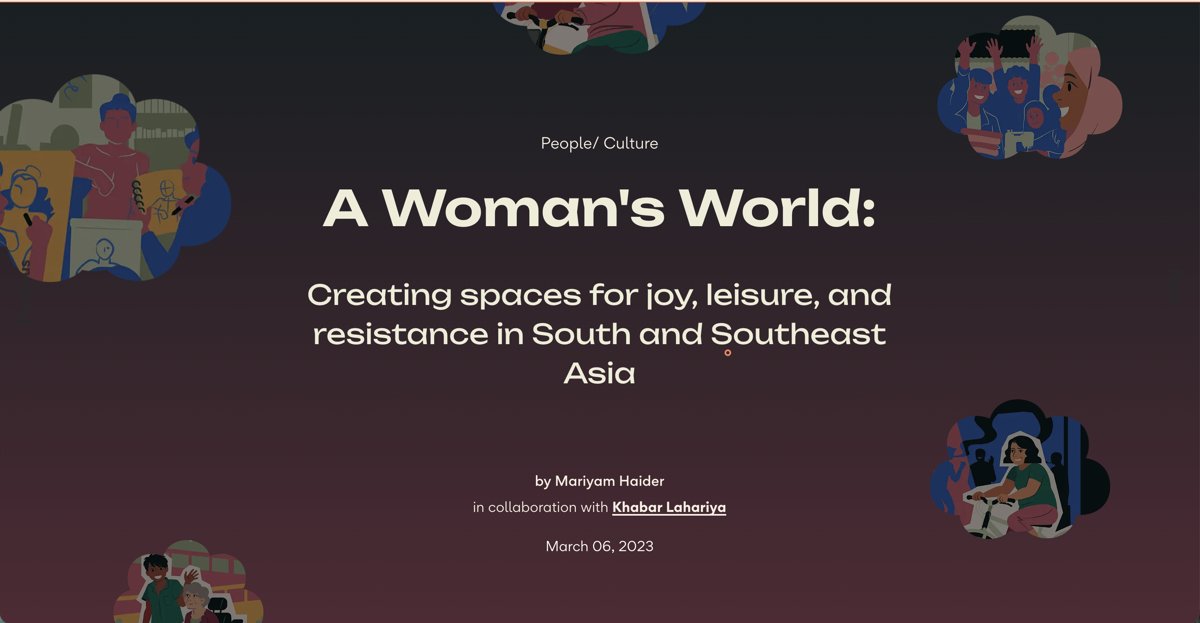 People/ Culture
A Woman's World:
Creating spaces for joy, leisure, and
resistance in South and Southeast
Asia
by Mariyam Haider
in collaboration with Khabar Lahariya
March 06, 2023